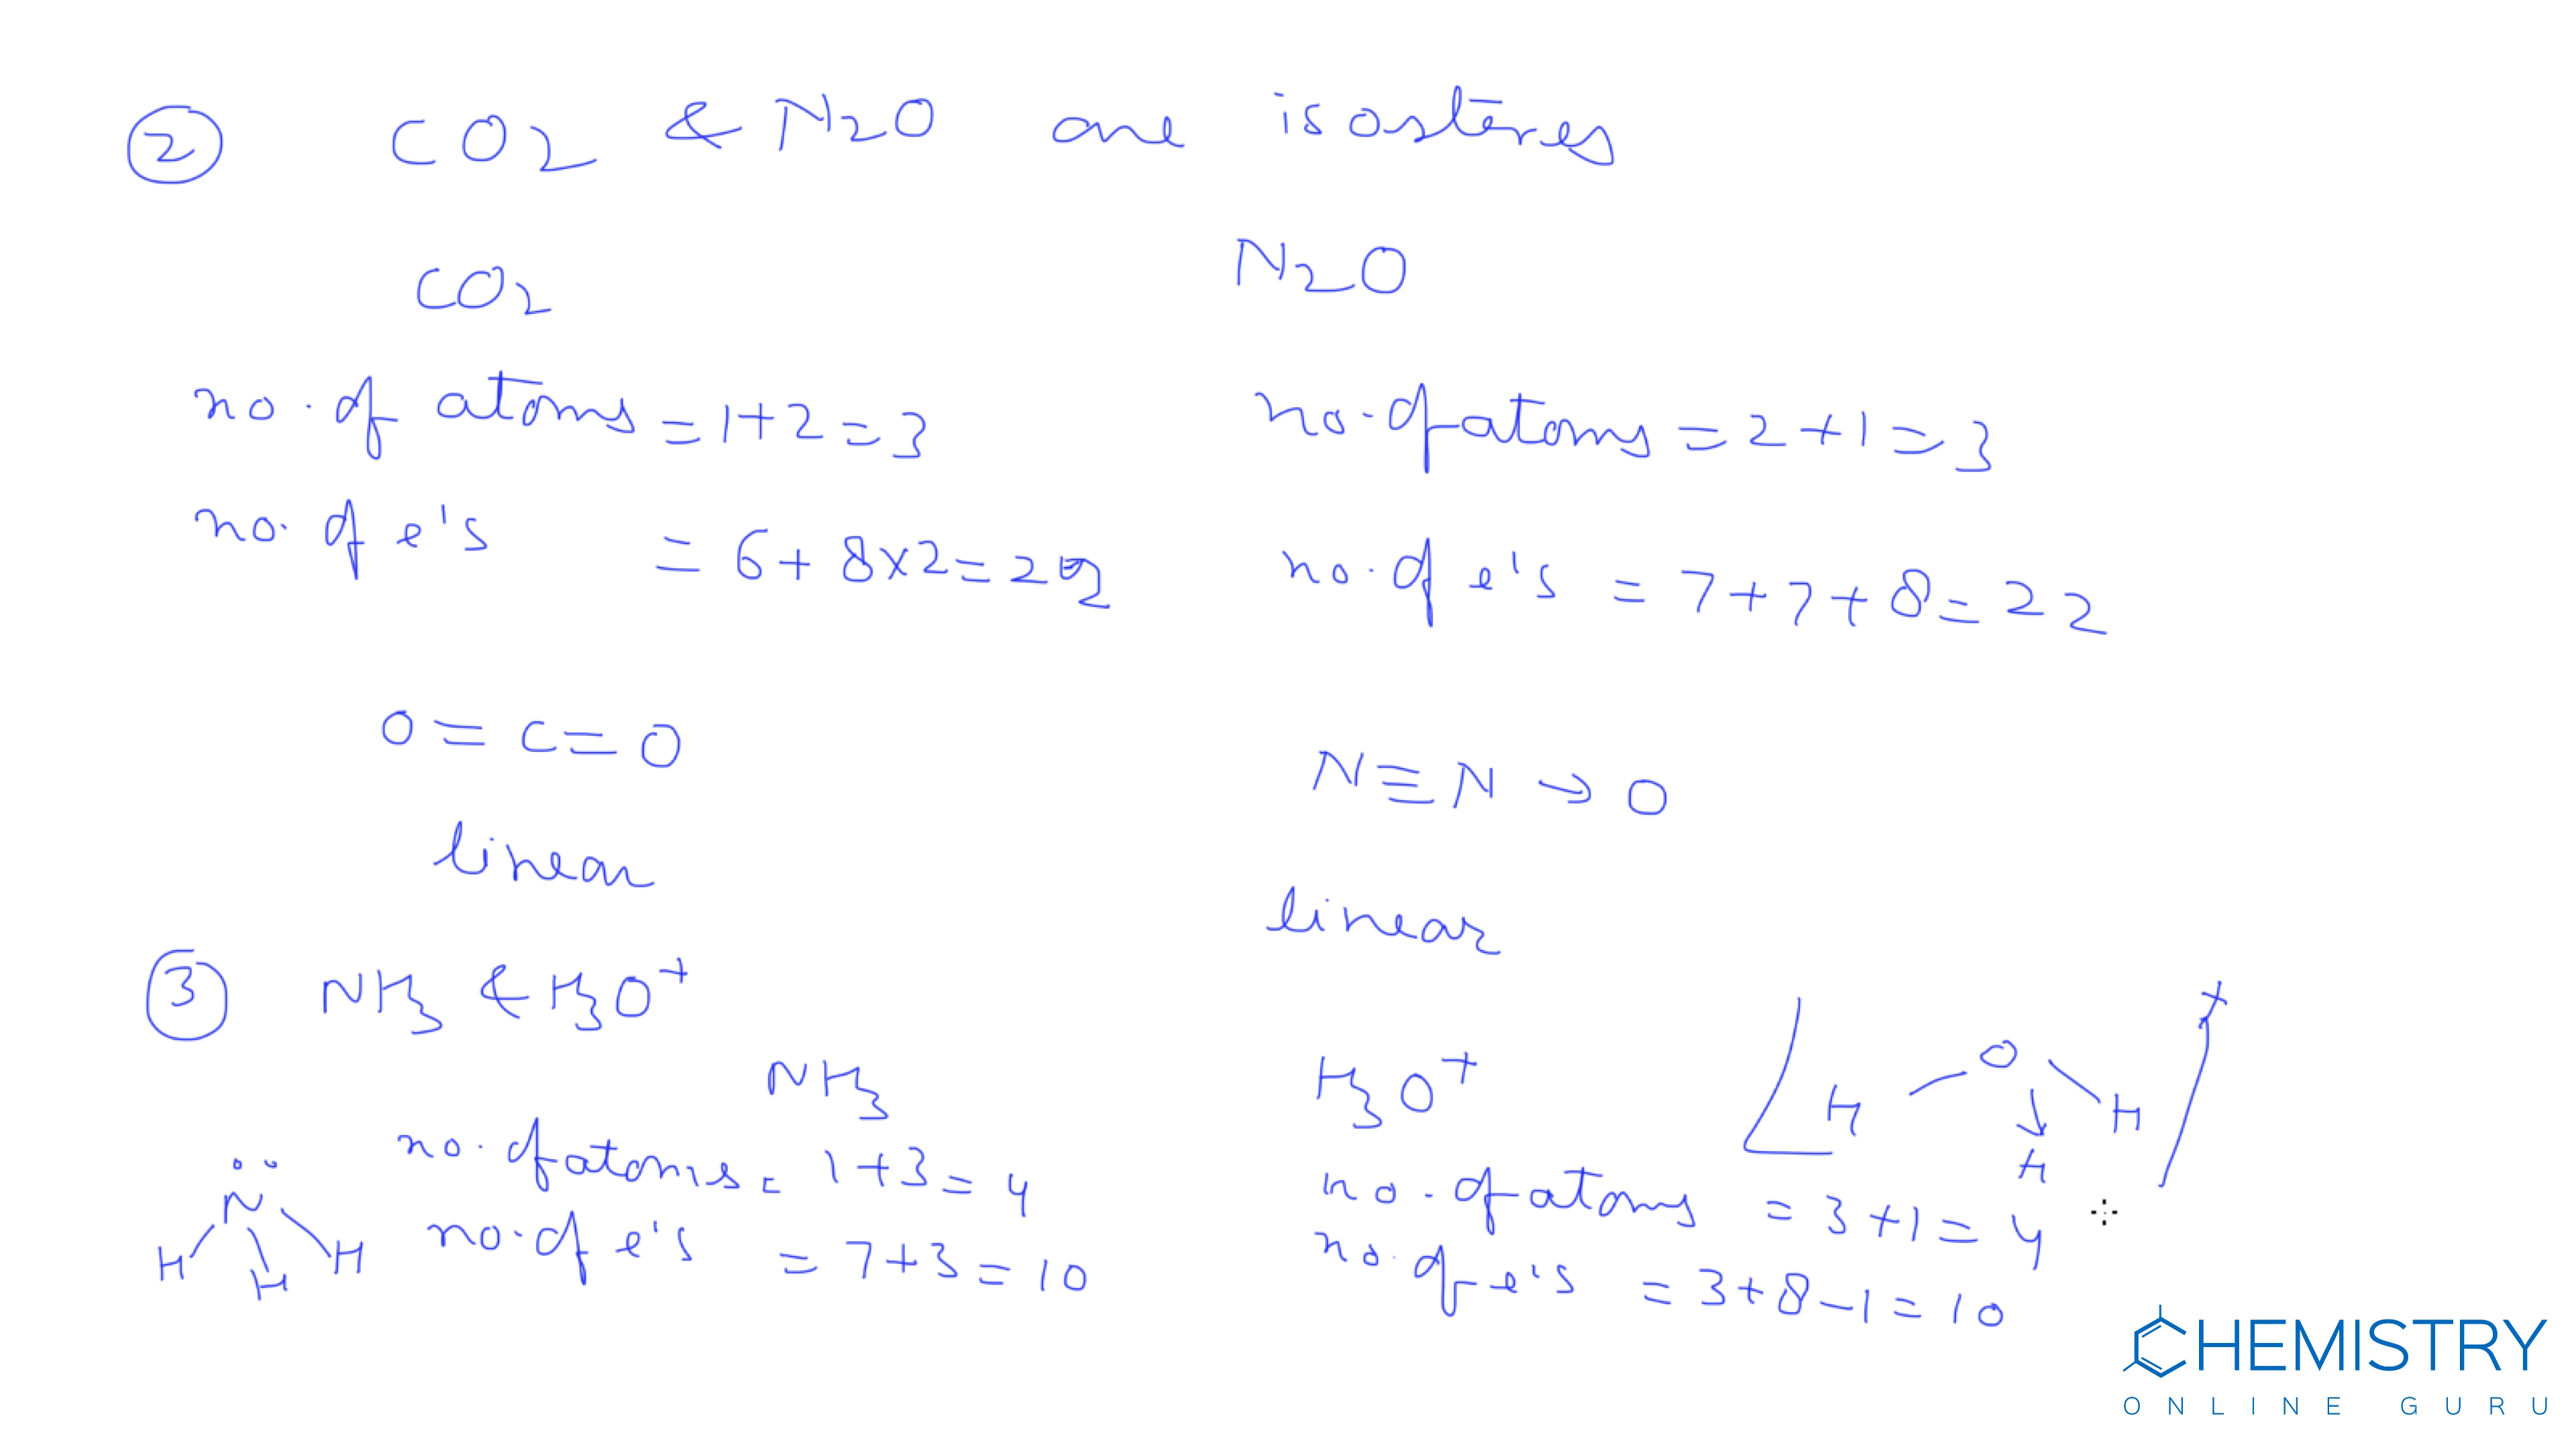 ② CO2 & N2O are isosteres
CO2
N2O
no. of atoms = 1+2 = 3
no. of atoms = 2+1 = 3
no. of e's = 6+8×2 = 22
no. of e's = 7+7+8 = 22
O=C=O
N≡N→O
linear
linear
③ NH3 & H3O+
NH3
no. of atoms = 1+3 = 4
no. of e's = 7+3 = 10
N
H H H
H3O+
O +
H H
H
no. of atoms = 3+1 = 4
no. of e's = 3+8-1 = 10
CHEMISTRY
ONLINE GURU